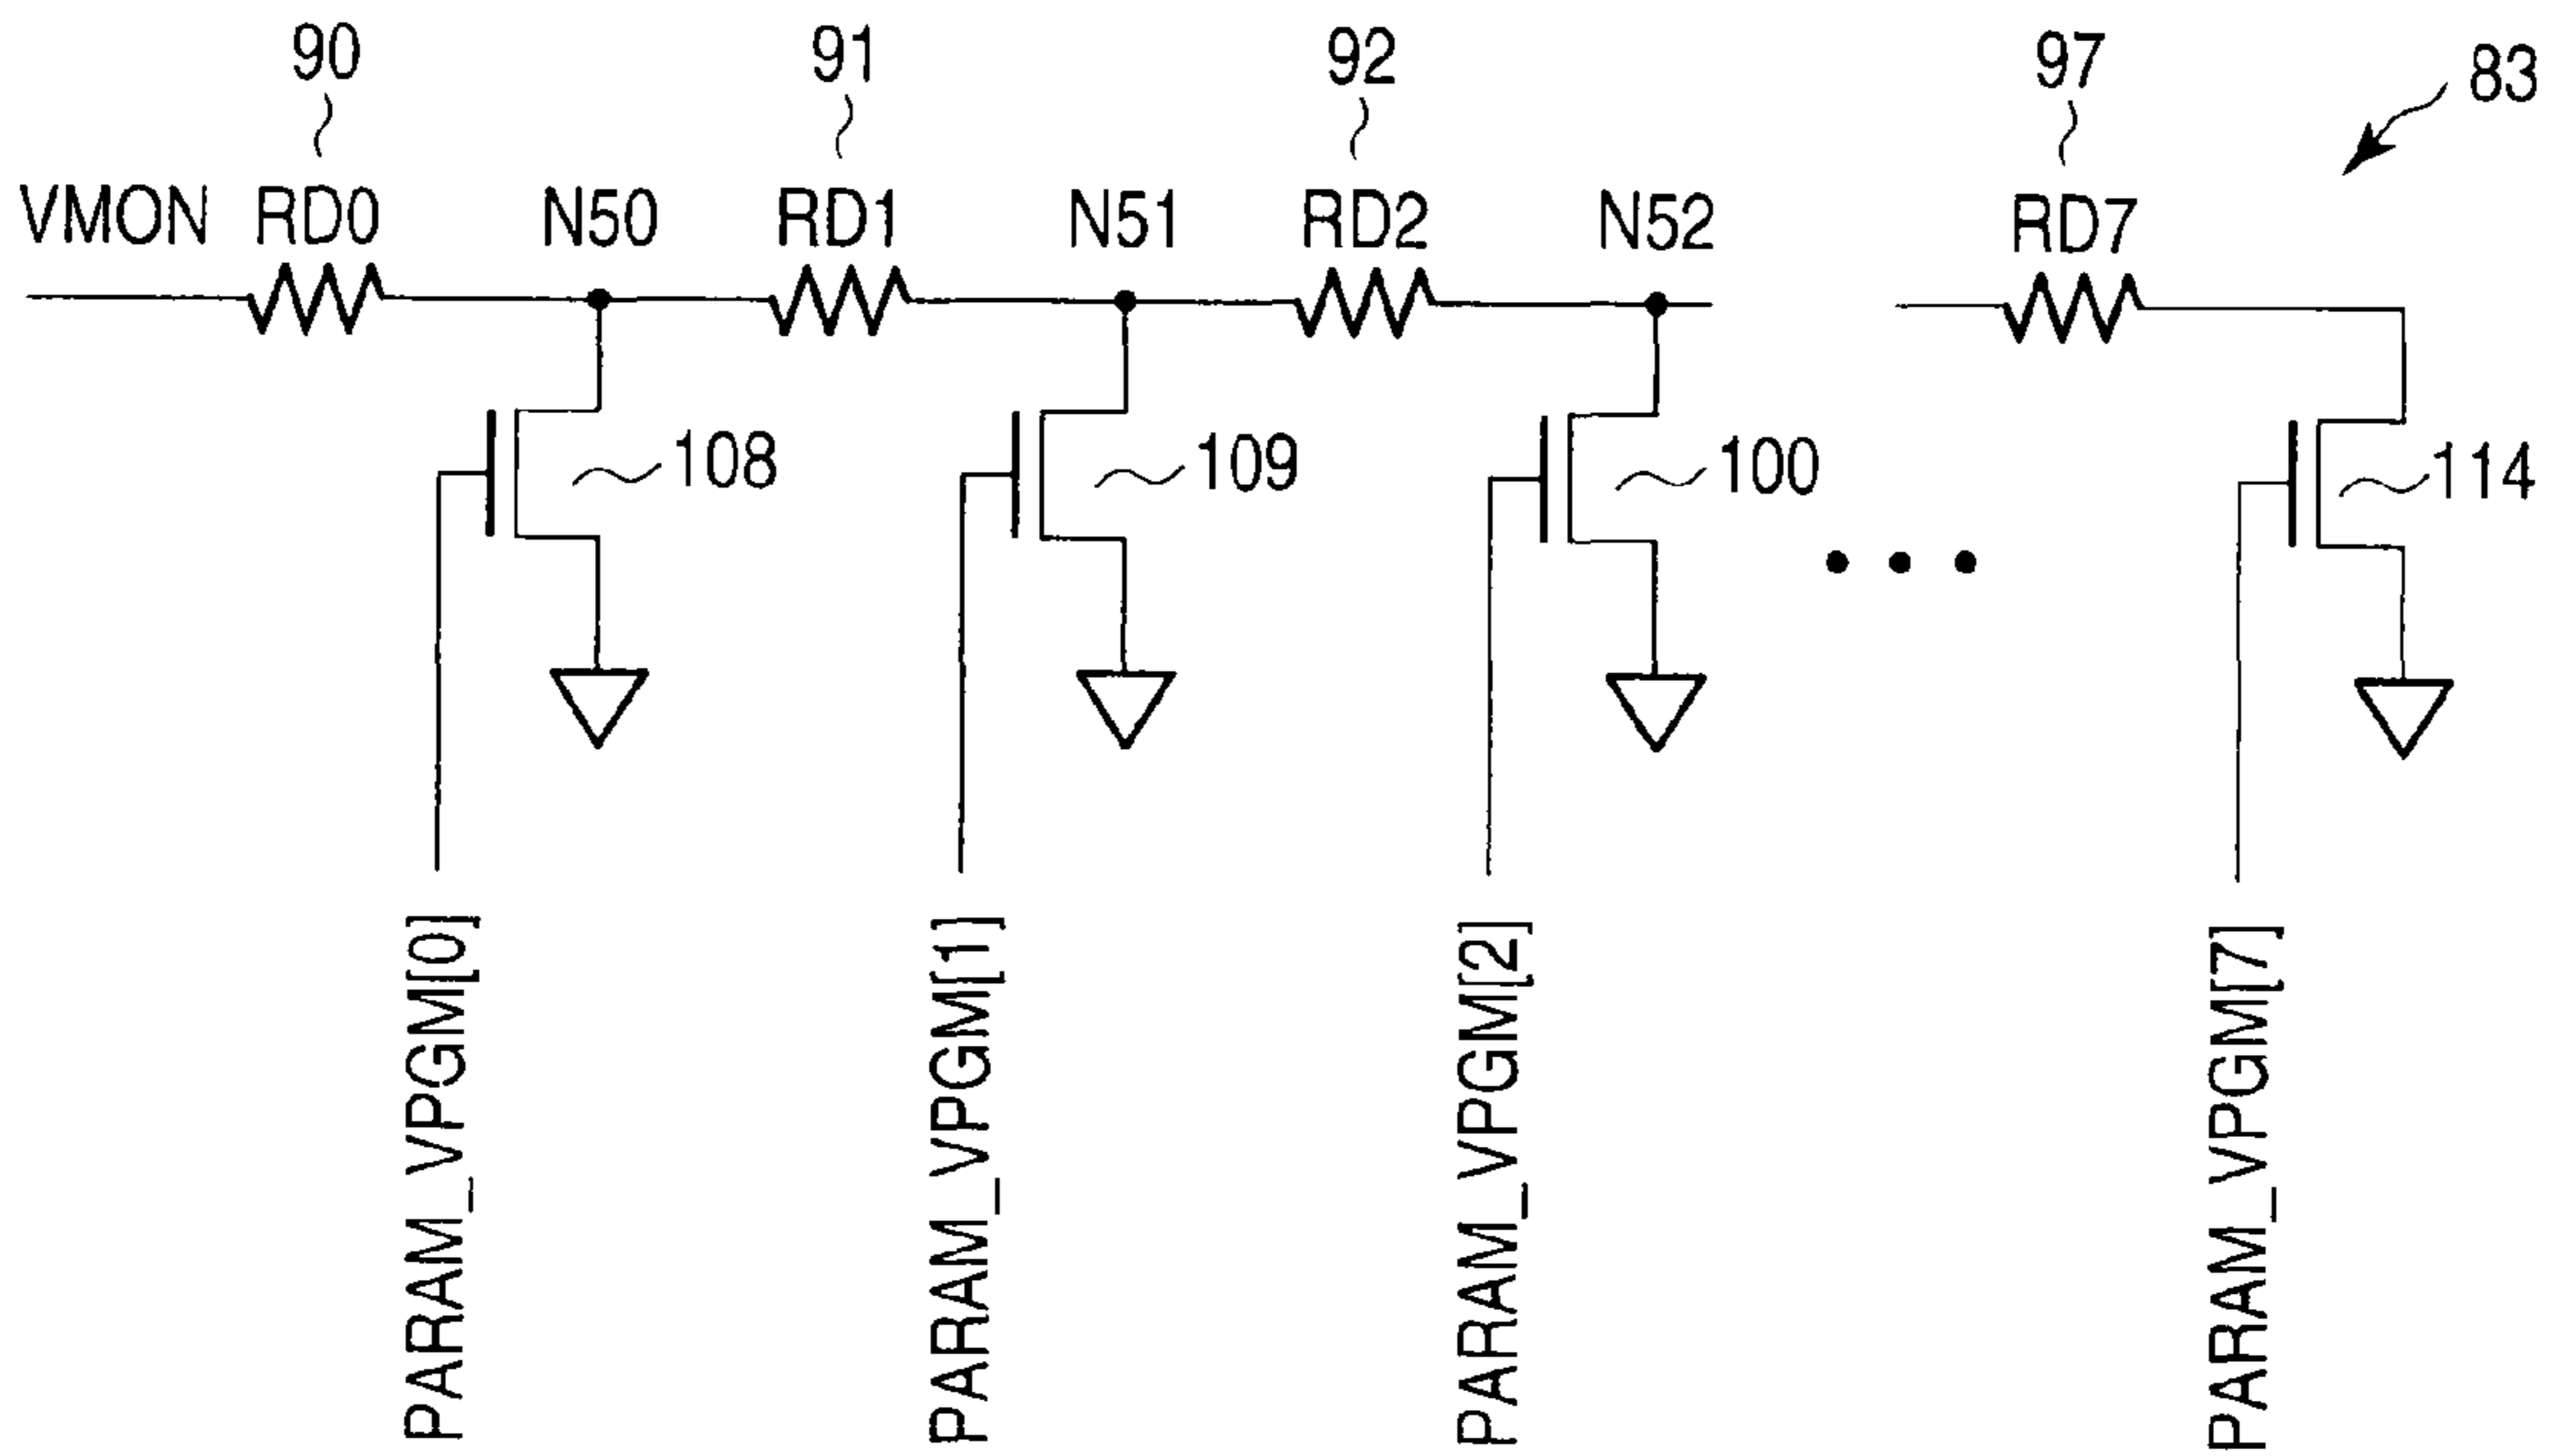 90
91
92
97
83
VMON
RD0
N50
RD1
N51
RD2
N52
RD7
108
109
100
114
PARAM_VPGM[0]
PARAM_VPGM[1]
PARAM_VPGM[2]
PARAM_VPGM[7]